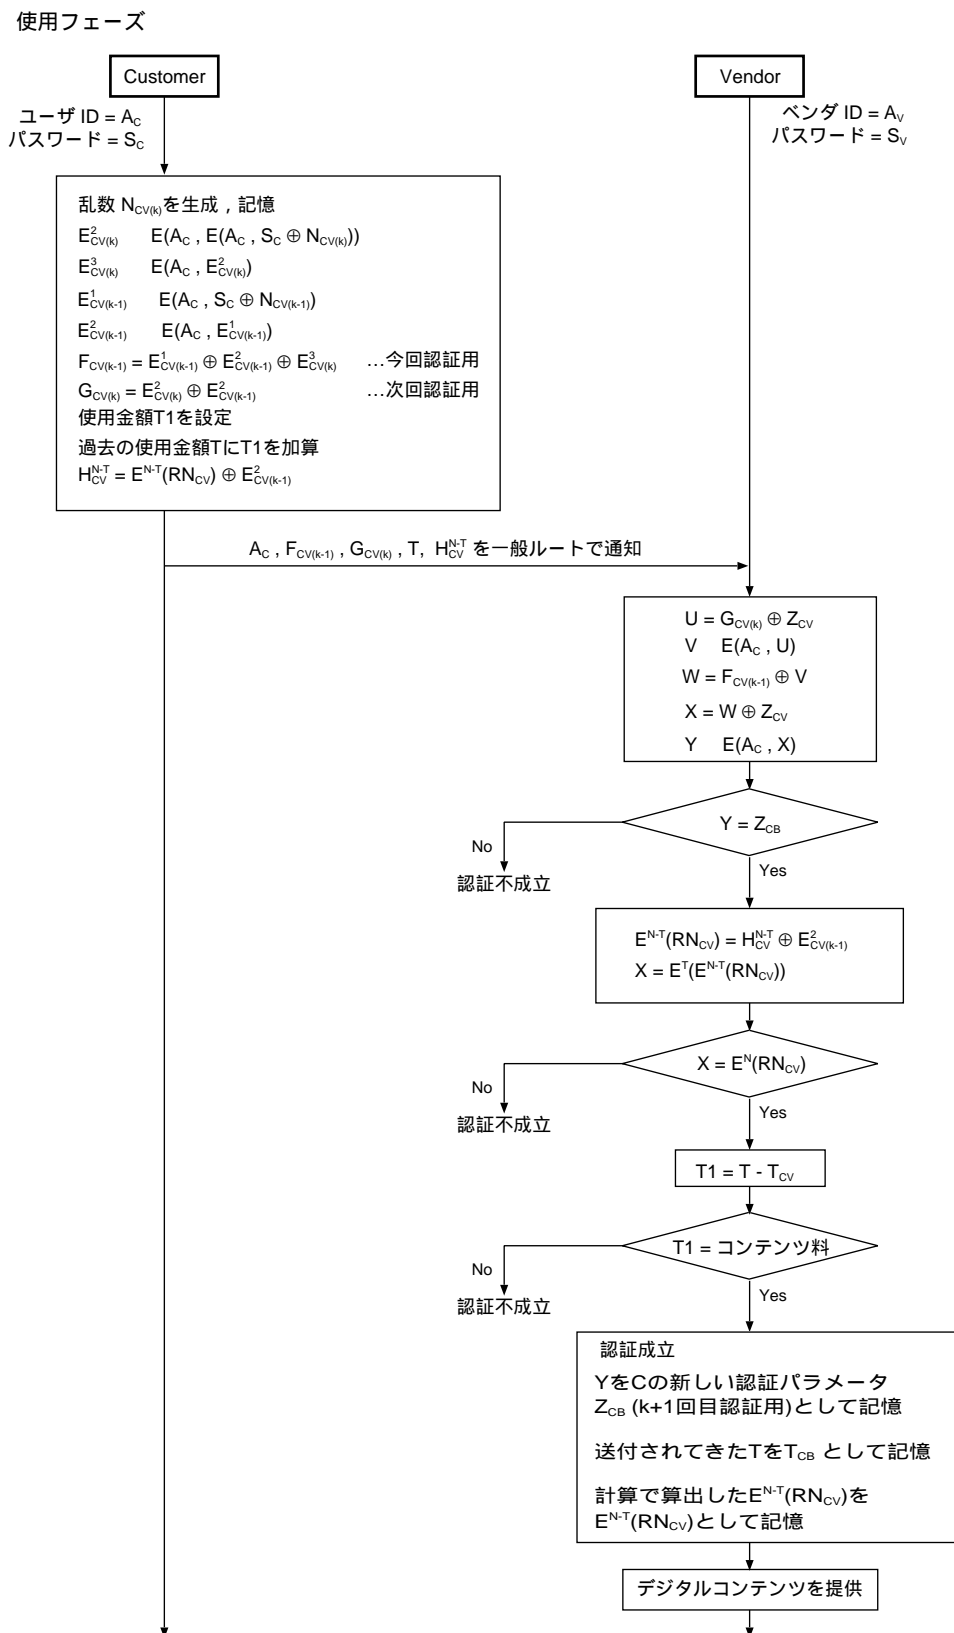 使用フェーズ
Customer
Vendor
ユーザ ID = A_C
パスワード = S_C
ベンダ ID = A_V
パスワード = S_V
乱数 N_CV(k)を生成 , 記憶
E²_CV(k) E(A_C , E(A_C , S_C ⊕ N_CV(k)))
E³_CV(k) E(A_C , E²_CV(k))
E¹_CV(k-1) E(A_C , S_C ⊕ N_CV(k-1))
E²_CV(k-1) E(A_C , E¹_CV(k-1))
F_CV(k-1) = E¹_CV(k-1) ⊕ E²_CV(k-1) ⊕ E³_CV(k) …今回認証用
G_CV(k) = E²_CV(k) ⊕ E²_CV(k-1) …次回認証用
使用金額T1を設定
過去の使用金額TにT1を加算
H^N-T_CV = E^N-T(RN_CV) ⊕ E²_CV(k-1)
A_C , F_CV(k-1) , G_CV(k) , T, H^N-T_CV を一般ルートで通知
U = G_CV(k) ⊕ Z_CV
V E(A_C , U)
W = F_CV(k-1) ⊕ V
X = W ⊕ Z_CV
Y E(A_C , X)
Y = Z_CB
No
Yes
認証不成立
E^N-T(RN_CV) = H^N-T_CV ⊕ E²_CV(k-1)
X = E^T(E^N-T(RN_CV))
X = E^N(RN_CV)
No
Yes
認証不成立
T1 = T - T_CV
T1 = コンテンツ料
No
Yes
認証不成立
認証成立
YをCの新しい認証パラメータ
Z_CB (k+1回目認証用)として記憶
送付されてきたTをT_CB として記憶
計算で算出したE^N-T(RN_CV)を
E^N-T(RN_CV)として記憶
デジタルコンテンツを提供